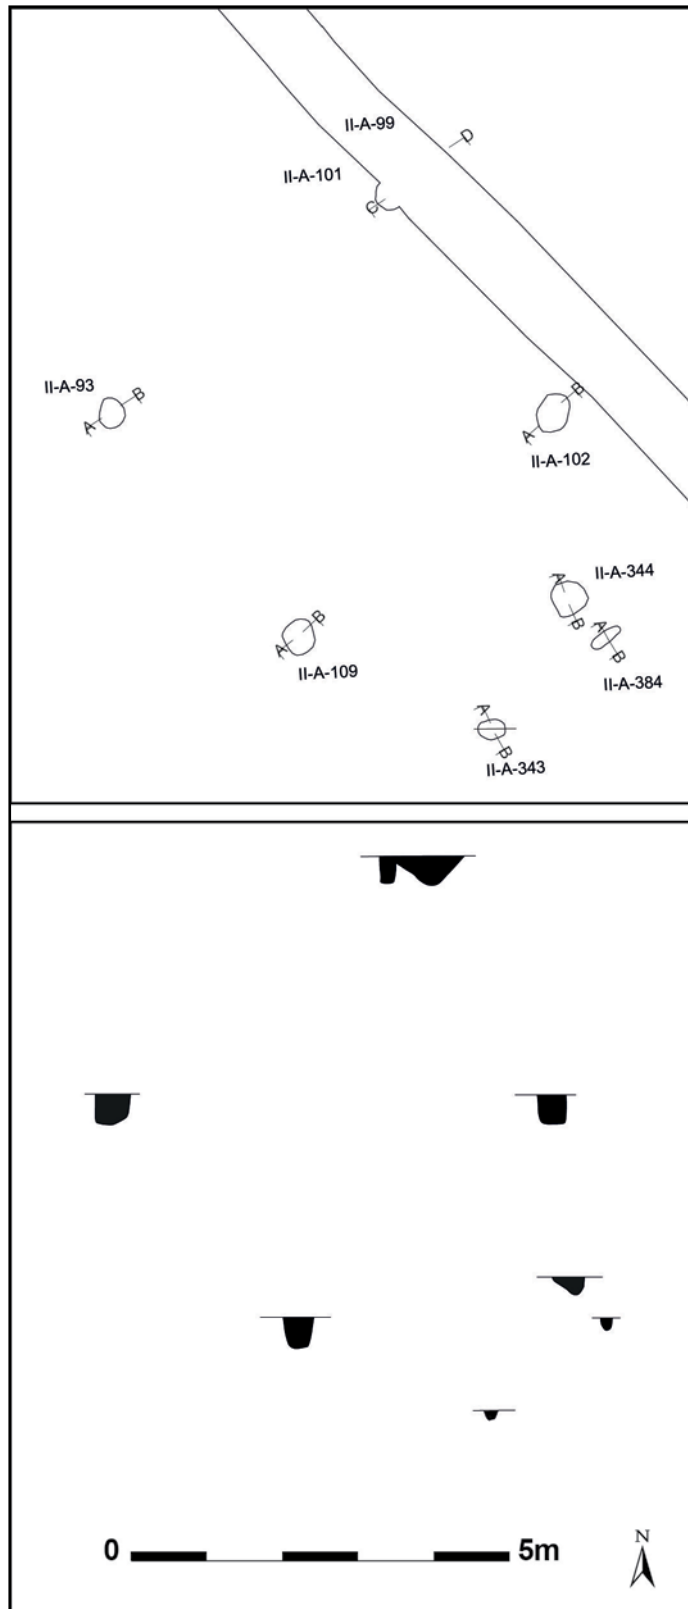 II-A-99
D
II-A-101
C
II-A-93
B
A
B
A
II-A-102
A
II-A-344
B
A
B
II-A-384
B
A
II-A-109
A
B
II-A-343
0 5m
N